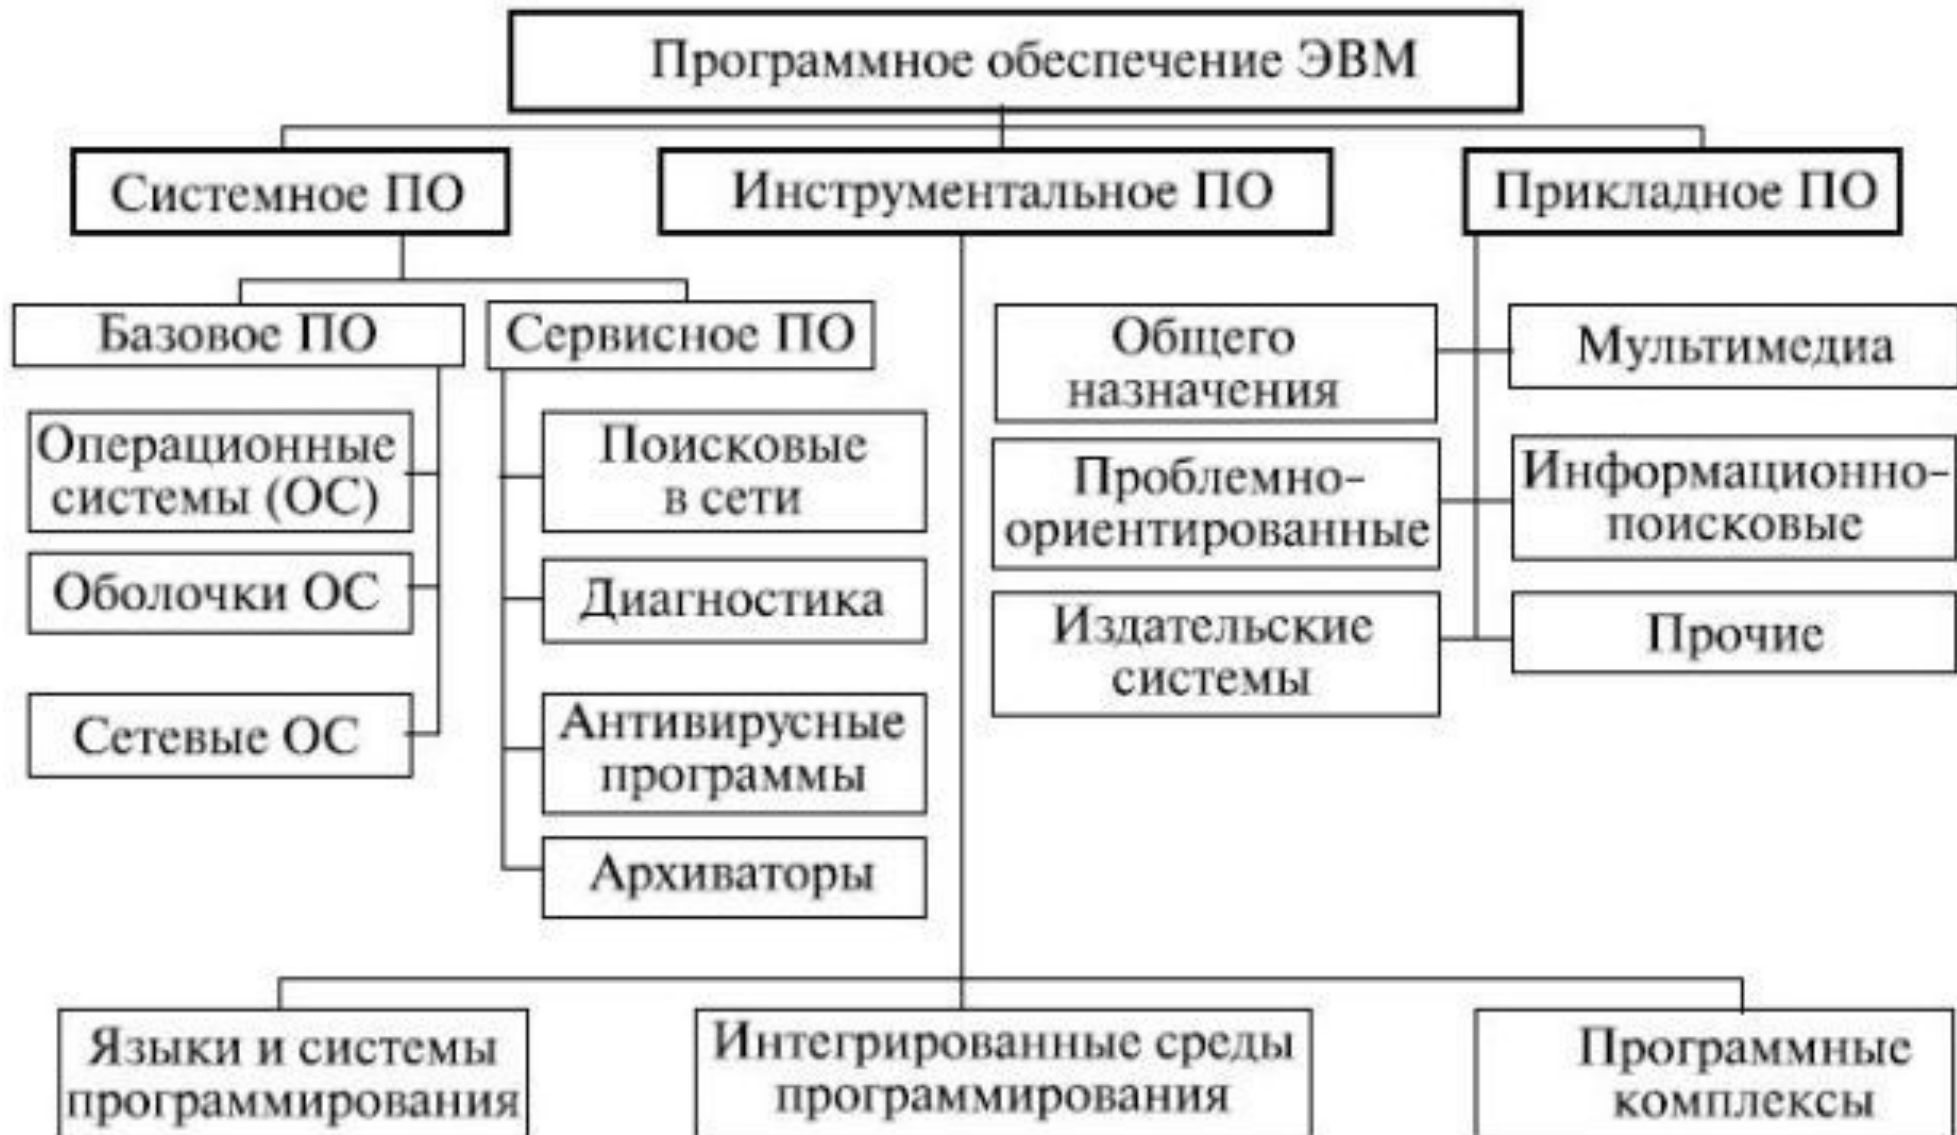 Программное обеспечение ЭВМ
Системное ПО
Инструментальное ПО
Прикладное ПО
Базовое ПО
Сервисное ПО
Операционные
системы (ОС)
Оболочки ОС
Сетевые ОС
Поисковые
в сети
Диагностика
Антивирусные
программы
Архиваторы
Общего
назначения
Проблемно-
ориентированные
Издательские
системы
Мультимедиа
Информационно-
поисковые
Прочие
Языки и системы
программирования
Интегрированные среды
программирования
Программные
комплексы